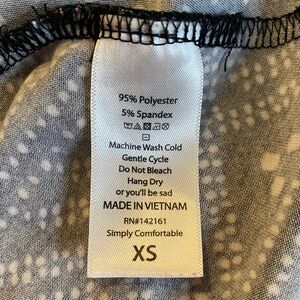 95% Polyester
5% Spandex
Machine Wash Cold
Gentle Cycle
Do Not Bleach
Hang Dry
or you'll be sad
MADE IN VIETNAM
RN#142161
Simply Comfortable
XS